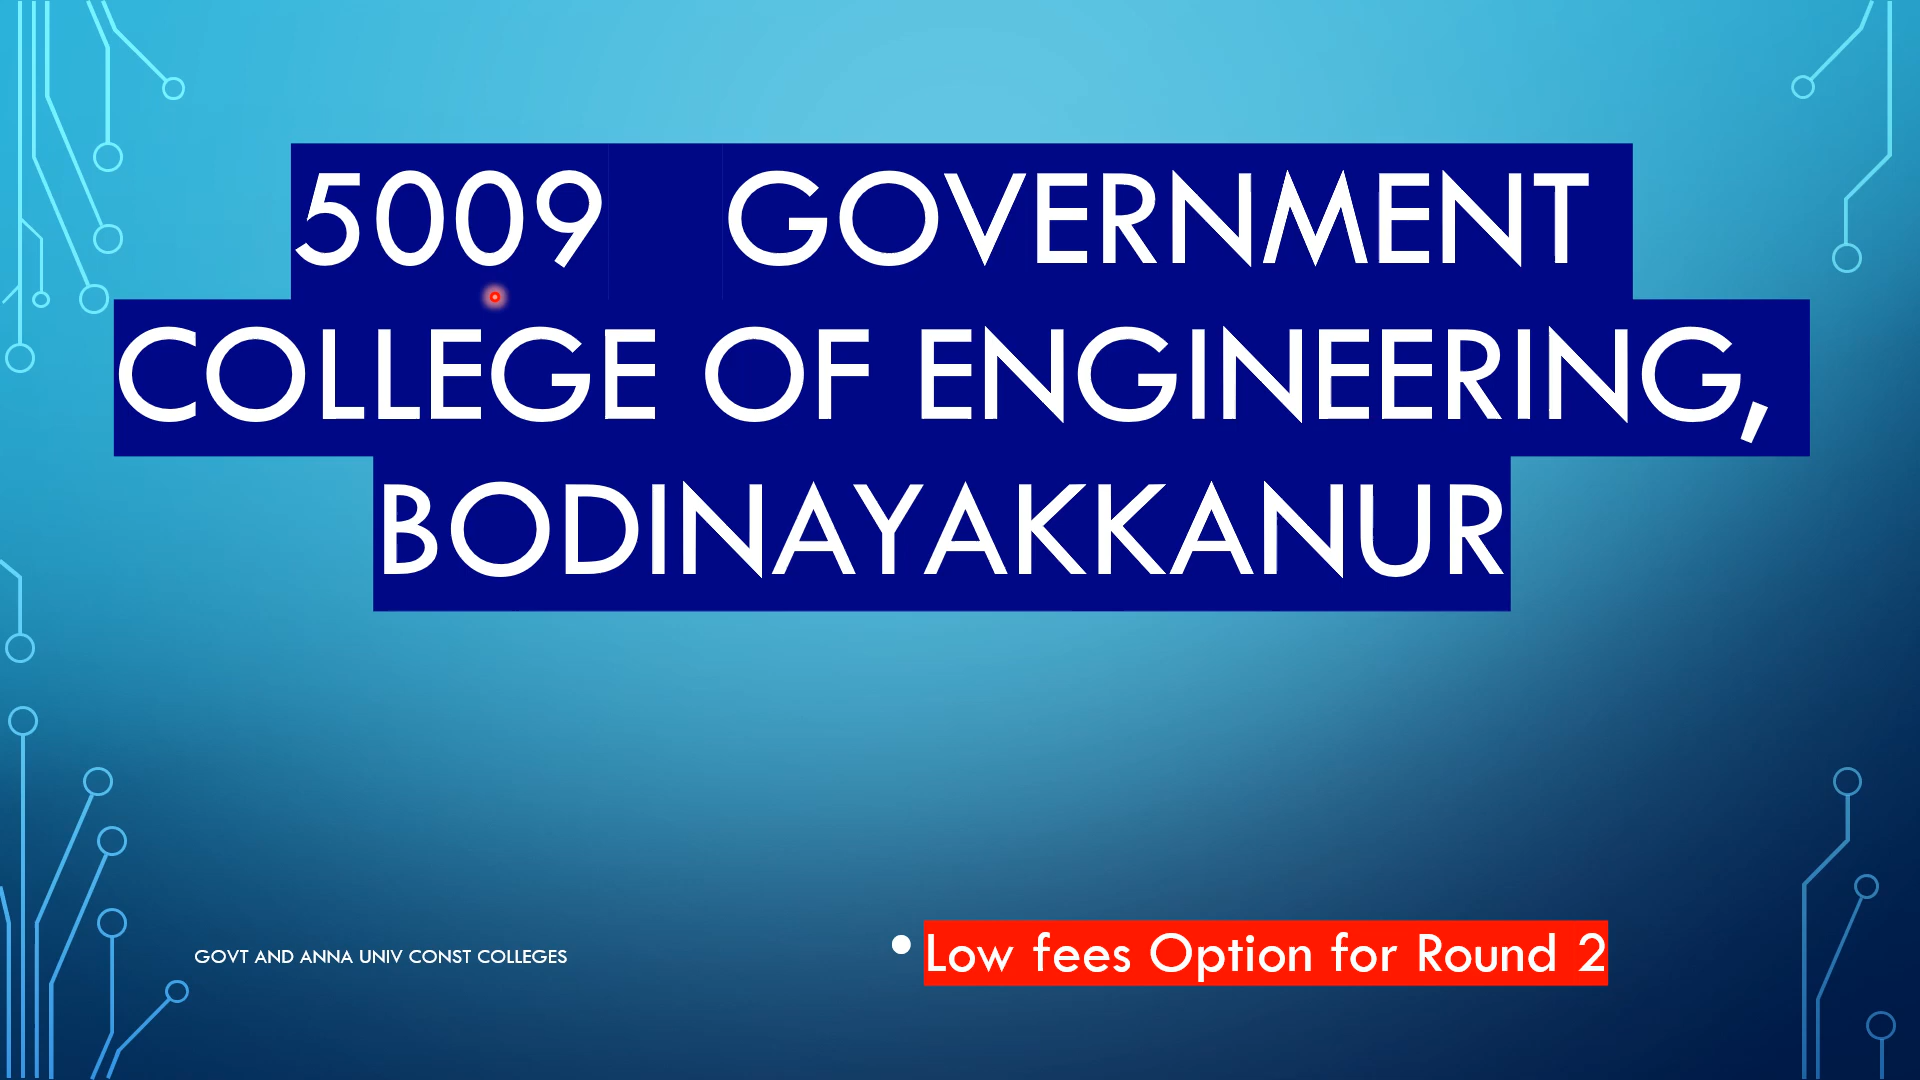 5009 GOVERNMENT
COLLEGE OF ENGINEERING,
BODINAYAKKANUR
GOVT AND ANNA UNIV CONST COLLEGES
• Low fees Option for Round 2